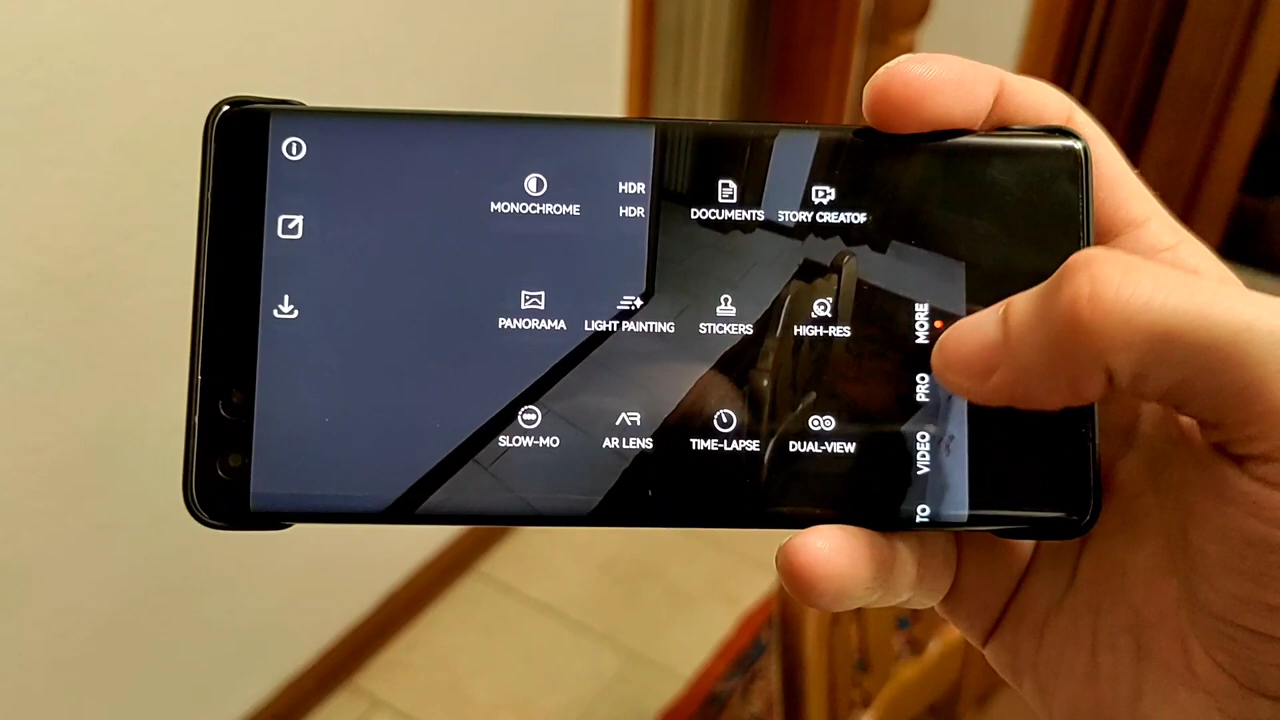 MONOCHROME
HDR
HDR
DOCUMENTS
STORY CREATOR
PANORAMA
LIGHT PAINTING
STICKERS
HIGH-RES
SLOW-MO
AR LENS
TIME-LAPSE
DUAL-VIEW
MORE
PRO
VIDEO
TO